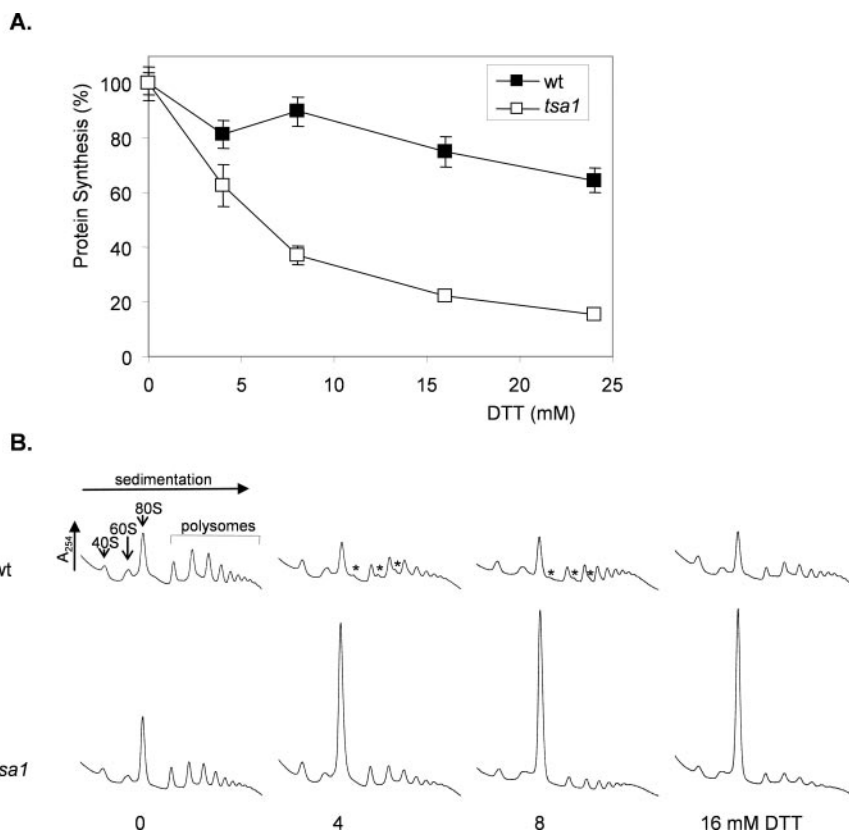 A.
100
80
60
40
20
0
Protein Synthesis (%)
wt
tsa1
0 5 10 15 20 25
DTT (mM)
B.
sedimentation
80S
60S
40S
polysomes
A254
wt
* * *
* * *
sa1
0 4 8 16 mM DTT